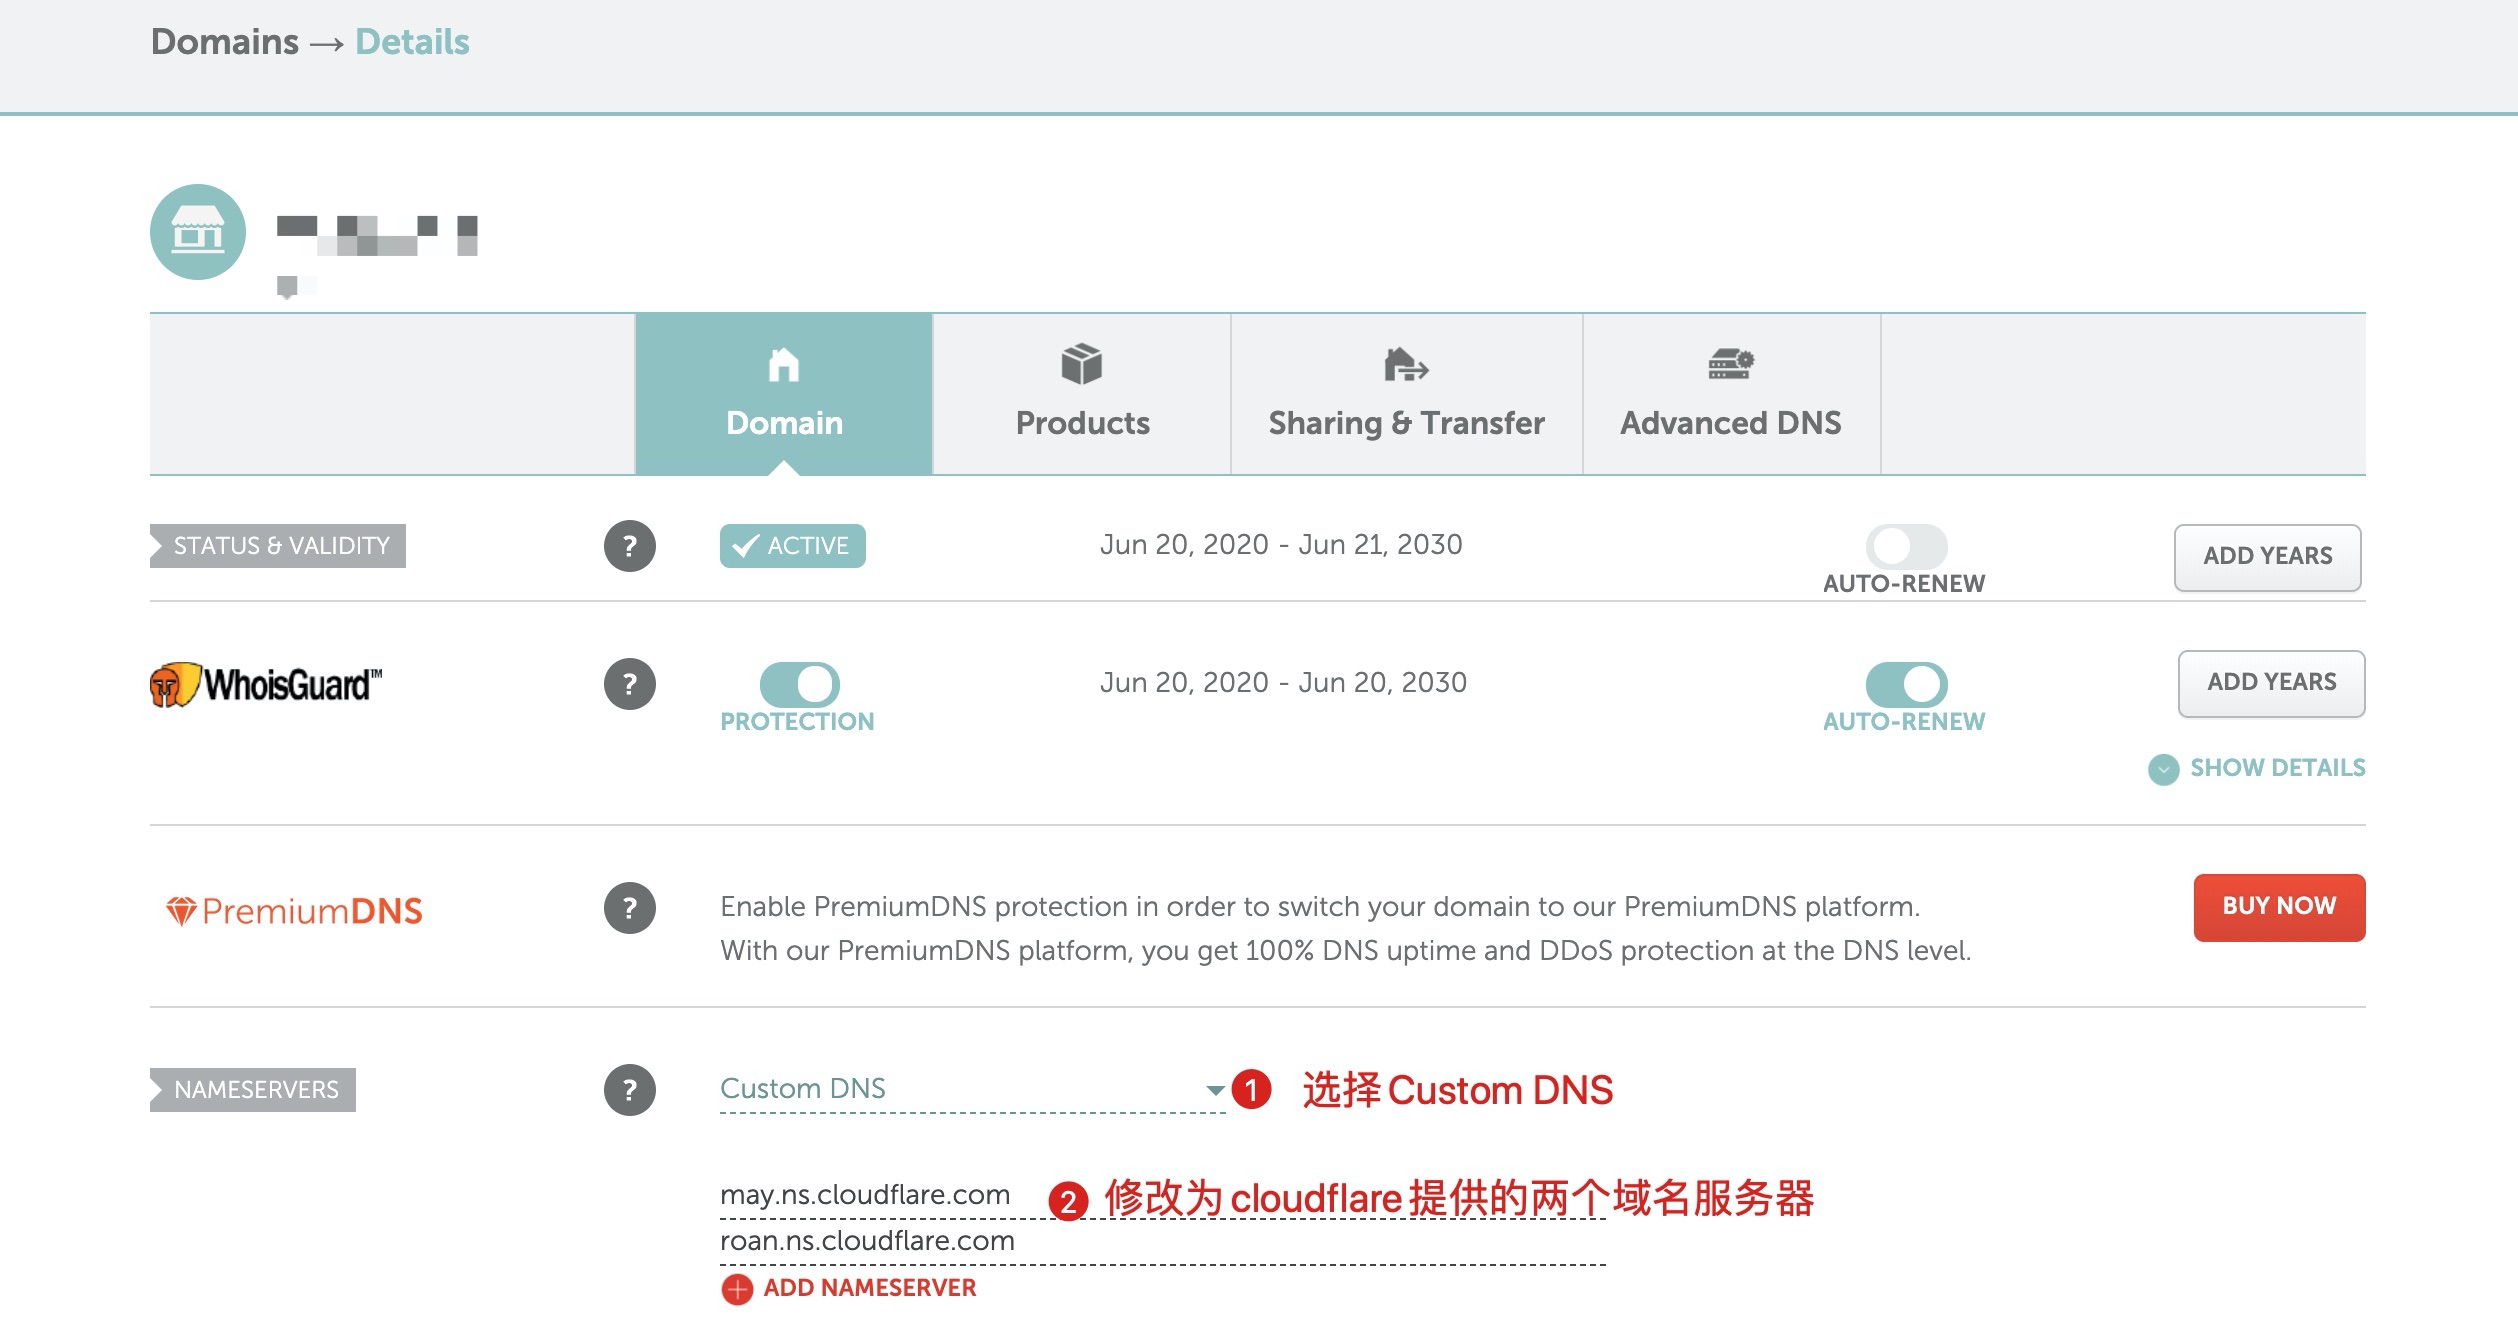 Domains → Details
Domain
Products
Sharing & Transfer
Advanced DNS
STATUS & VALIDITY
?
ACTIVE
Jun 20, 2020 - Jun 21, 2030
AUTO-RENEW
ADD YEARS
WhoisGuard™
?
PROTECTION
Jun 20, 2020 - Jun 20, 2030
AUTO-RENEW
ADD YEARS
SHOW DETAILS
PremiumDNS
?
Enable PremiumDNS protection in order to switch your domain to our PremiumDNS platform.
With our PremiumDNS platform, you get 100% DNS uptime and DDoS protection at the DNS level.
BUY NOW
NAMESERVERS
?
Custom DNS
1 选择 Custom DNS
may.ns.cloudflare.com
2 修改为 cloudflare 提供的两个域名服务器
roan.ns.cloudflare.com
ADD NAMESERVER